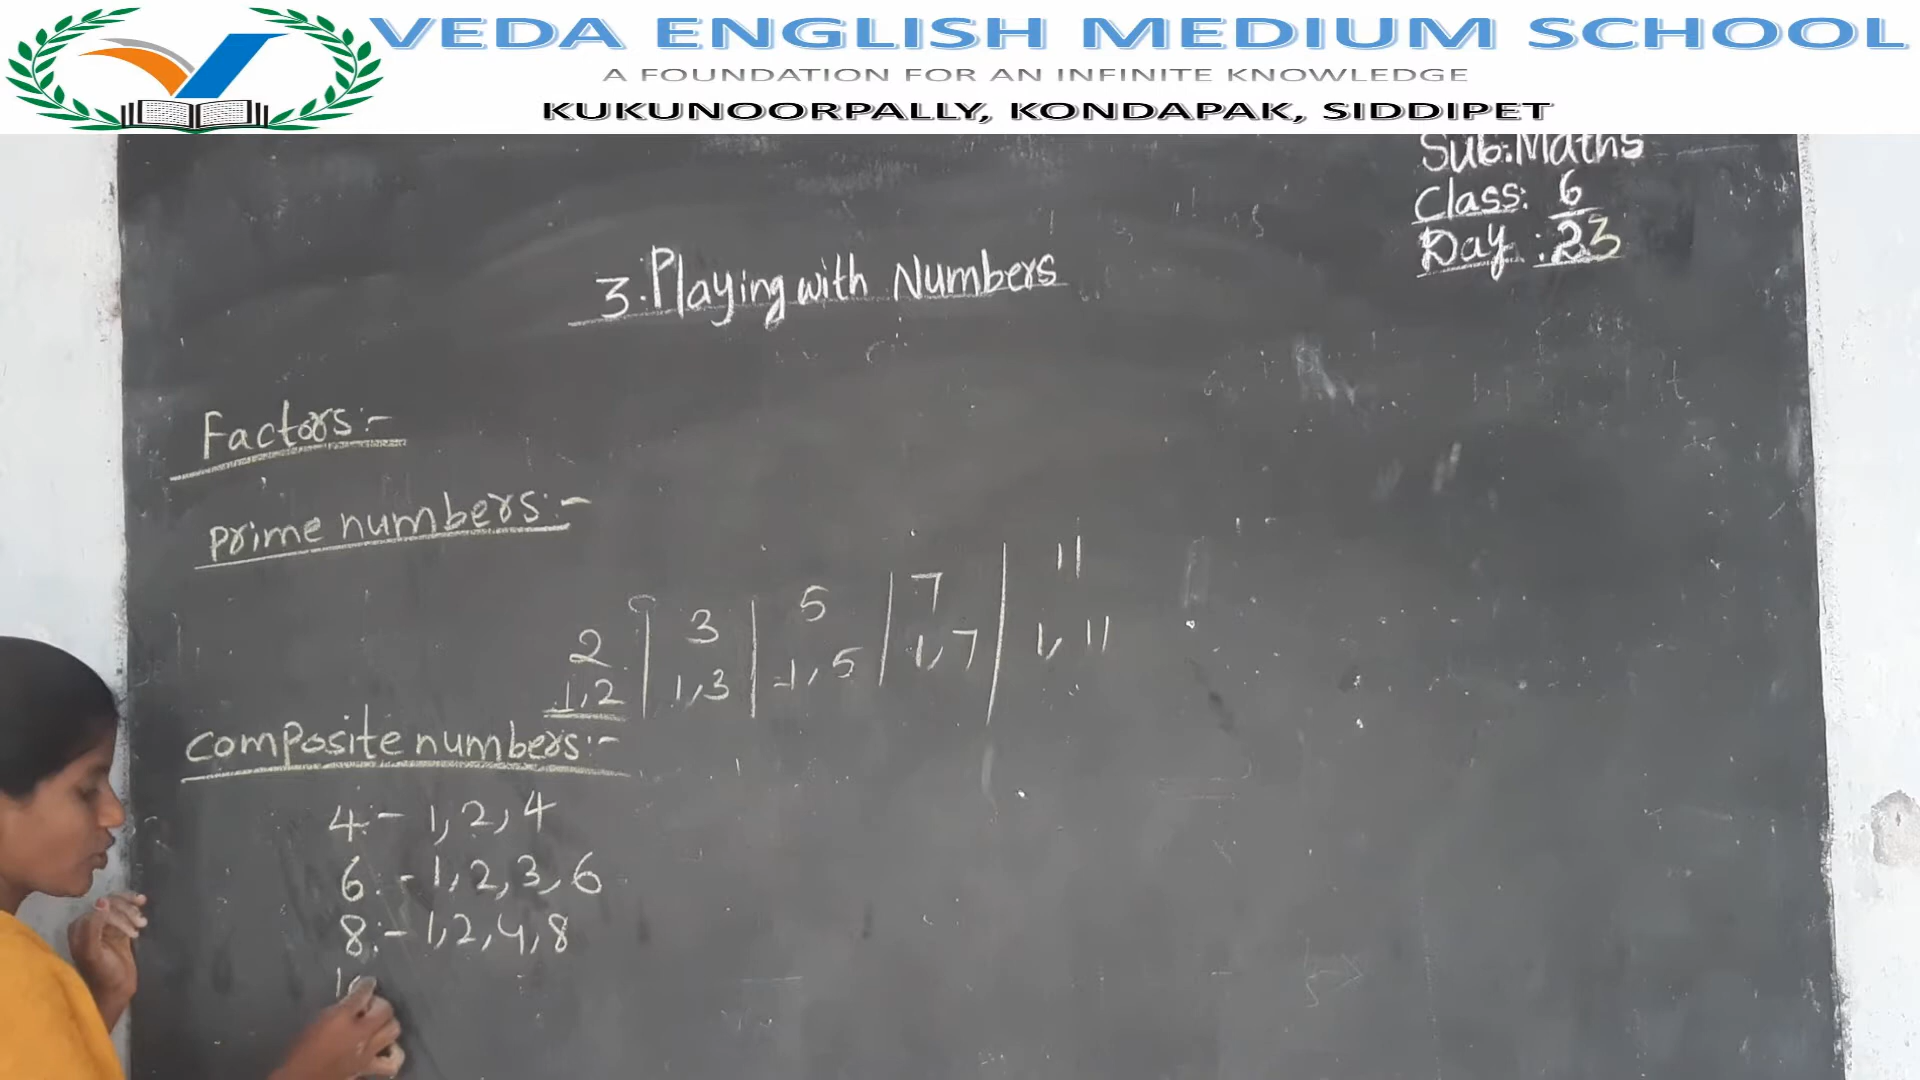 VEDA ENGLISH MEDIUM SCHOOL
A FOUNDATION FOR AN INFINITE KNOWLEDGE
KUKUNOORPALLY, KONDAPAK, SIDDIPET
Sub:Maths
Class: 6
Day :23
3.Playing with Numbers
Factors:-
prime numbers:-
2 | 3 | 5 | 7 | 11
1,2 | 1,3 | 1,5 | 1,7 | 1, 11
composite numbers:-
4:- 1,2,4
6:- 1,2,3,6
8:- 1,2,4,8